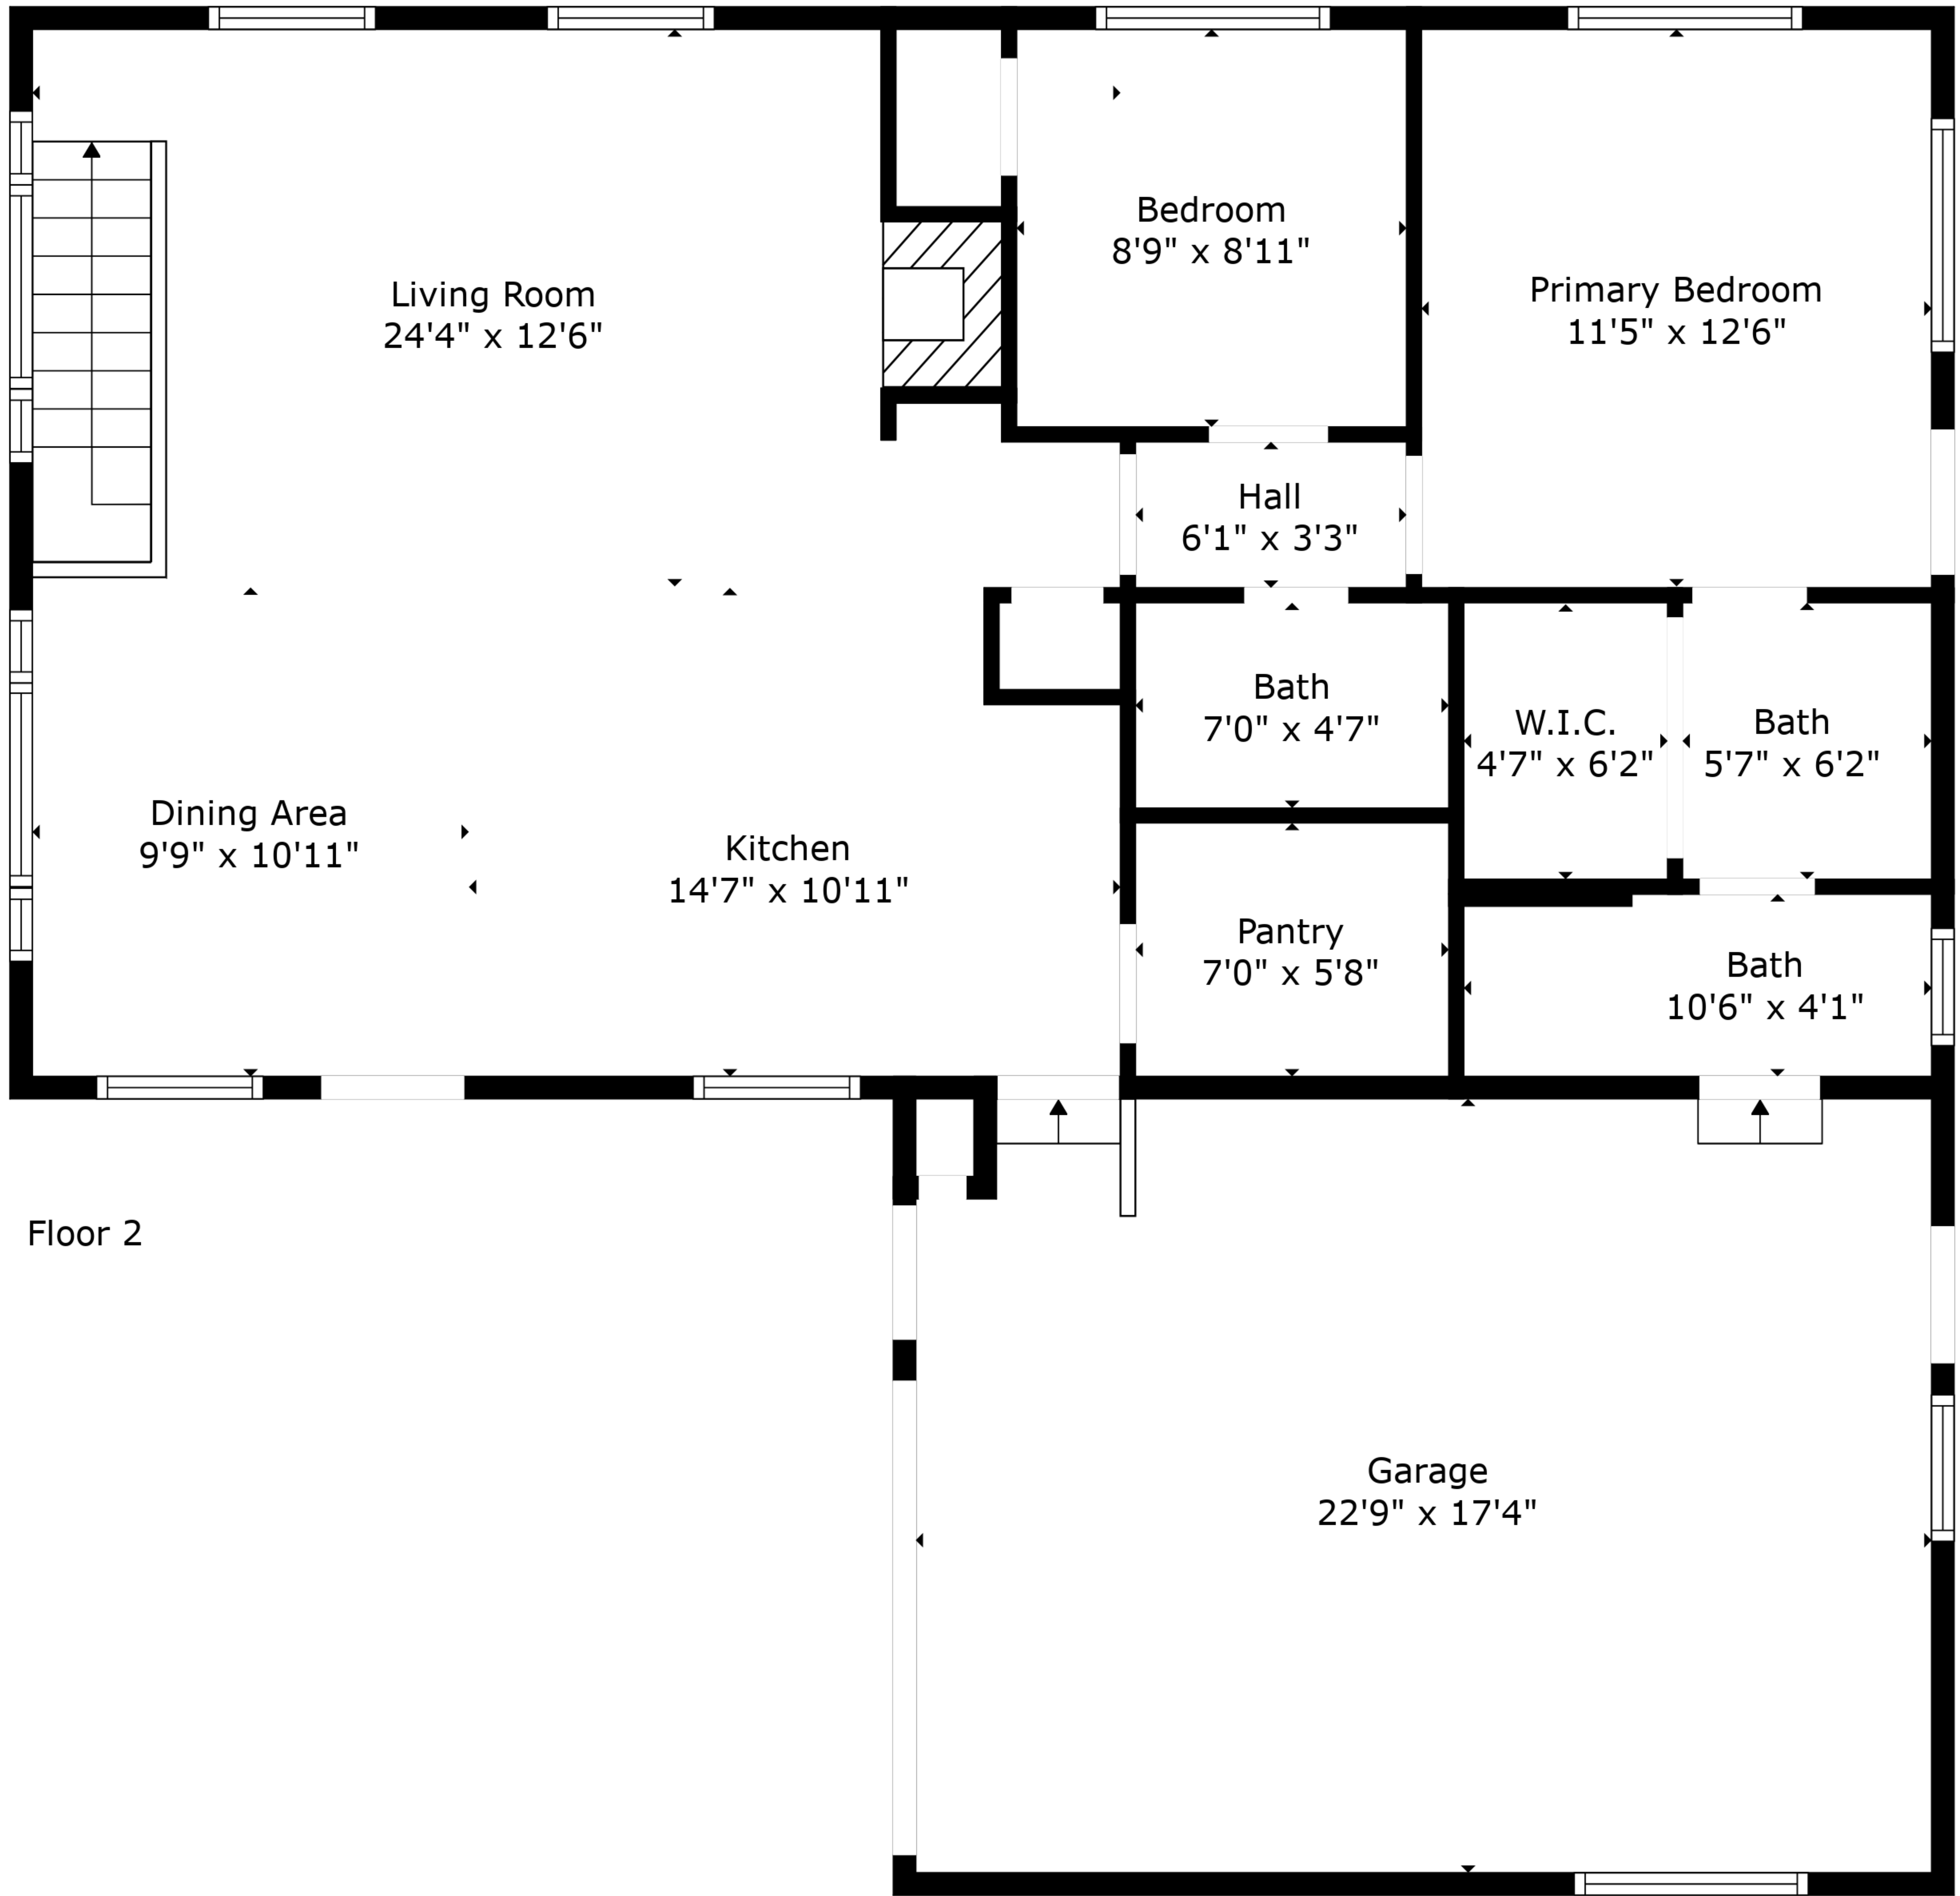 Bedroom
8'9" x 8'11"
Living Room
24'4" x 12'6"
Primary Bedroom
11'5" x 12'6"
Hall
6'1" x 3'3"
Bath
7'0" x 4'7"
W.I.C.
4'7" x 6'2"
Bath
5'7" x 6'2"
Dining Area
9'9" x 10'11"
Kitchen
14'7" x 10'11"
Pantry
7'0" x 5'8"
Bath
10'6" x 4'1"
Floor 2
Garage
22'9" x 17'4"